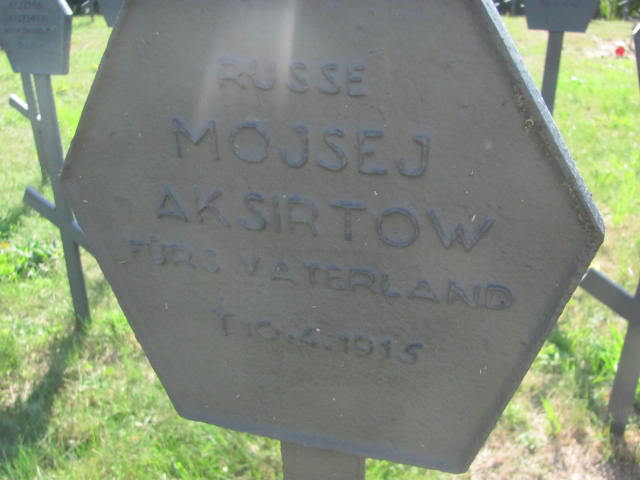 RUSSE
MOJSEJ
AKSIRTOW
FÜRS VATERLAND
†10.4.1915